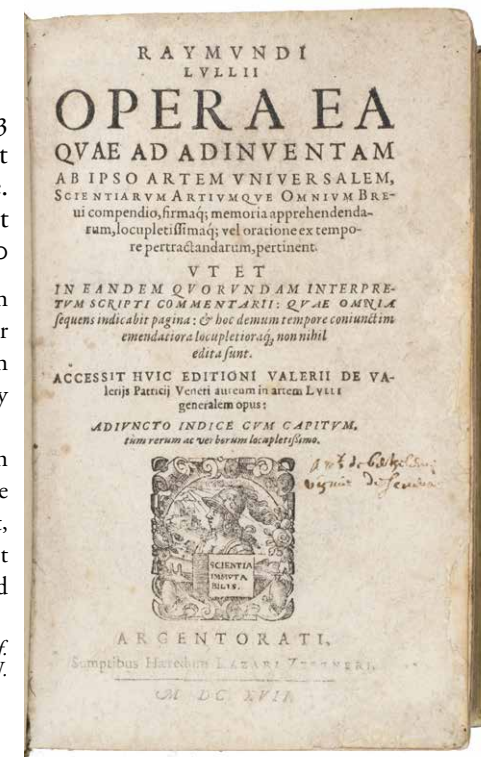 RAYMVNDI
LVLLII
OPERA EA
QVAE AD ADINVENTAM
AB IPSO ARTEM VNIVERSALEM,
SCIENTIARVM ARTIVMQVE OMNIVM BRE-
ui compendio, firmaq; memoria apprehendenda-
rum, locupletissimaq; vel oratione ex tempo-
re pertractandarum, pertinent.
VT ET
IN EANDEM QVORVNDAM INTERPRE-
TVM SCRIPTI COMMENTARII: QVAE OMNIA
sequens indicabit pagina: & hoc demum tempore coniunctim
emendatiora locupletioraq, non nihil
edita sunt.
ACCESSIT HVIC EDITIONI VALERII DE VA-
lerijs Patricij Veneti aureum in artem LVLLII
generalem opus:
ADIVNCTO INDICE CVM CAPITVM,
tùm rerum ac verborum locupletissimo.
SCIENTIA
IMMVTA
BILIS.
ARGENTORATI,
Sumptibus Hæredum LAZARI ZETZNERI.
M DC XVII.